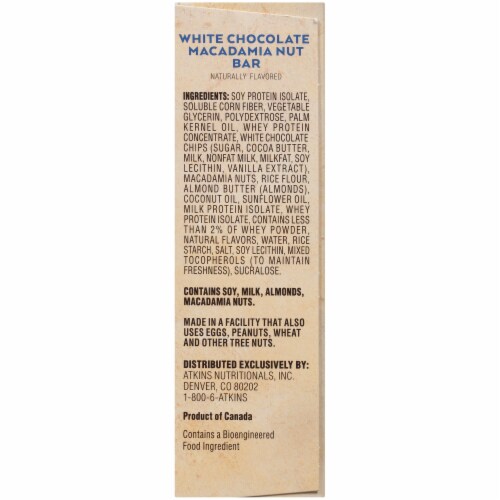 WHITE CHOCOLATE
MACADAMIA NUT
BAR
NATURALLY FLAVORED
INGREDIENTS: SOY PROTEIN ISOLATE,
SOLUBLE CORN FIBER, VEGETABLE
GLYCERIN, POLYDEXTROSE, PALM
KERNEL OIL, WHEY PROTEIN
CONCENTRATE, WHITE CHOCOLATE
CHIPS (SUGAR, COCOA BUTTER,
MILK, NONFAT MILK, MILKFAT, SOY
LECITHIN, VANILLA EXTRACT),
MACADAMIA NUTS, RICE FLOUR,
ALMOND BUTTER (ALMONDS),
COCONUT OIL, SUNFLOWER OIL,
MILK PROTEIN ISOLATE, WHEY
PROTEIN ISOLATE, CONTAINS LESS
THAN 2% OF WHEY POWDER,
NATURAL FLAVORS, WATER, RICE
STARCH, SALT, SOY LECITHIN, MIXED
TOCOPHEROLS (TO MAINTAIN
FRESHNESS), SUCRALOSE.
CONTAINS SOY, MILK, ALMONDS,
MACADAMIA NUTS.
MADE IN A FACILITY THAT ALSO
USES EGGS, PEANUTS, WHEAT
AND OTHER TREE NUTS.
DISTRIBUTED EXCLUSIVELY BY:
ATKINS NUTRITIONALS, INC.
DENVER, CO 80202
1-800-6-ATKINS
Product of Canada
Contains a Bioengineered
Food Ingredient